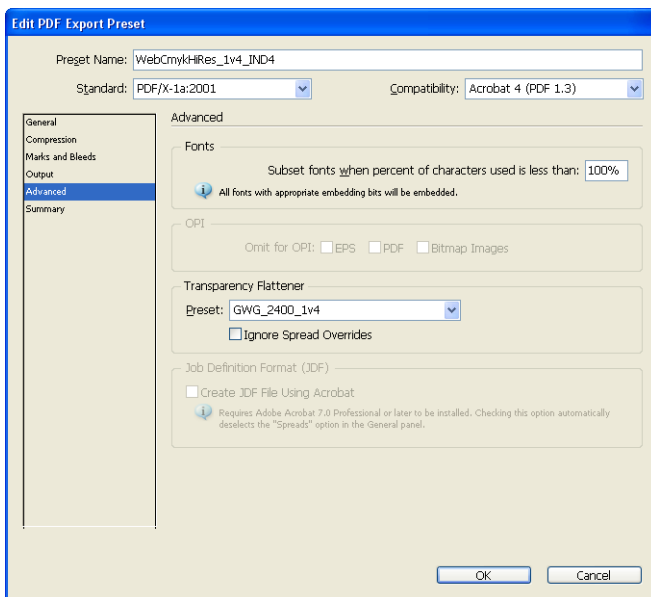 Edit PDF Export Preset
Preset Name: WebCmykHiRes_1v4_IND4
Standard: PDF/X-1a:2001 Compatibility: Acrobat 4 (PDF 1.3)
General
Compression
Marks and Bleeds
Output
Advanced
Summary
Advanced
Fonts
Subset fonts when percent of characters used is less than: 100%
All fonts with appropriate embedding bits will be embedded.
OPI
Omit for OPI: EPS PDF Bitmap Images
Transparency Flattener
Preset: GWG_2400_1v4
Ignore Spread Overrides
Job Definition Format (JDF)
Create JDF File Using Acrobat
Requires Adobe Acrobat 7.0 Professional or later to be installed. Checking this option automatically
deselects the "Spreads" option in the General panel.
OK Cancel